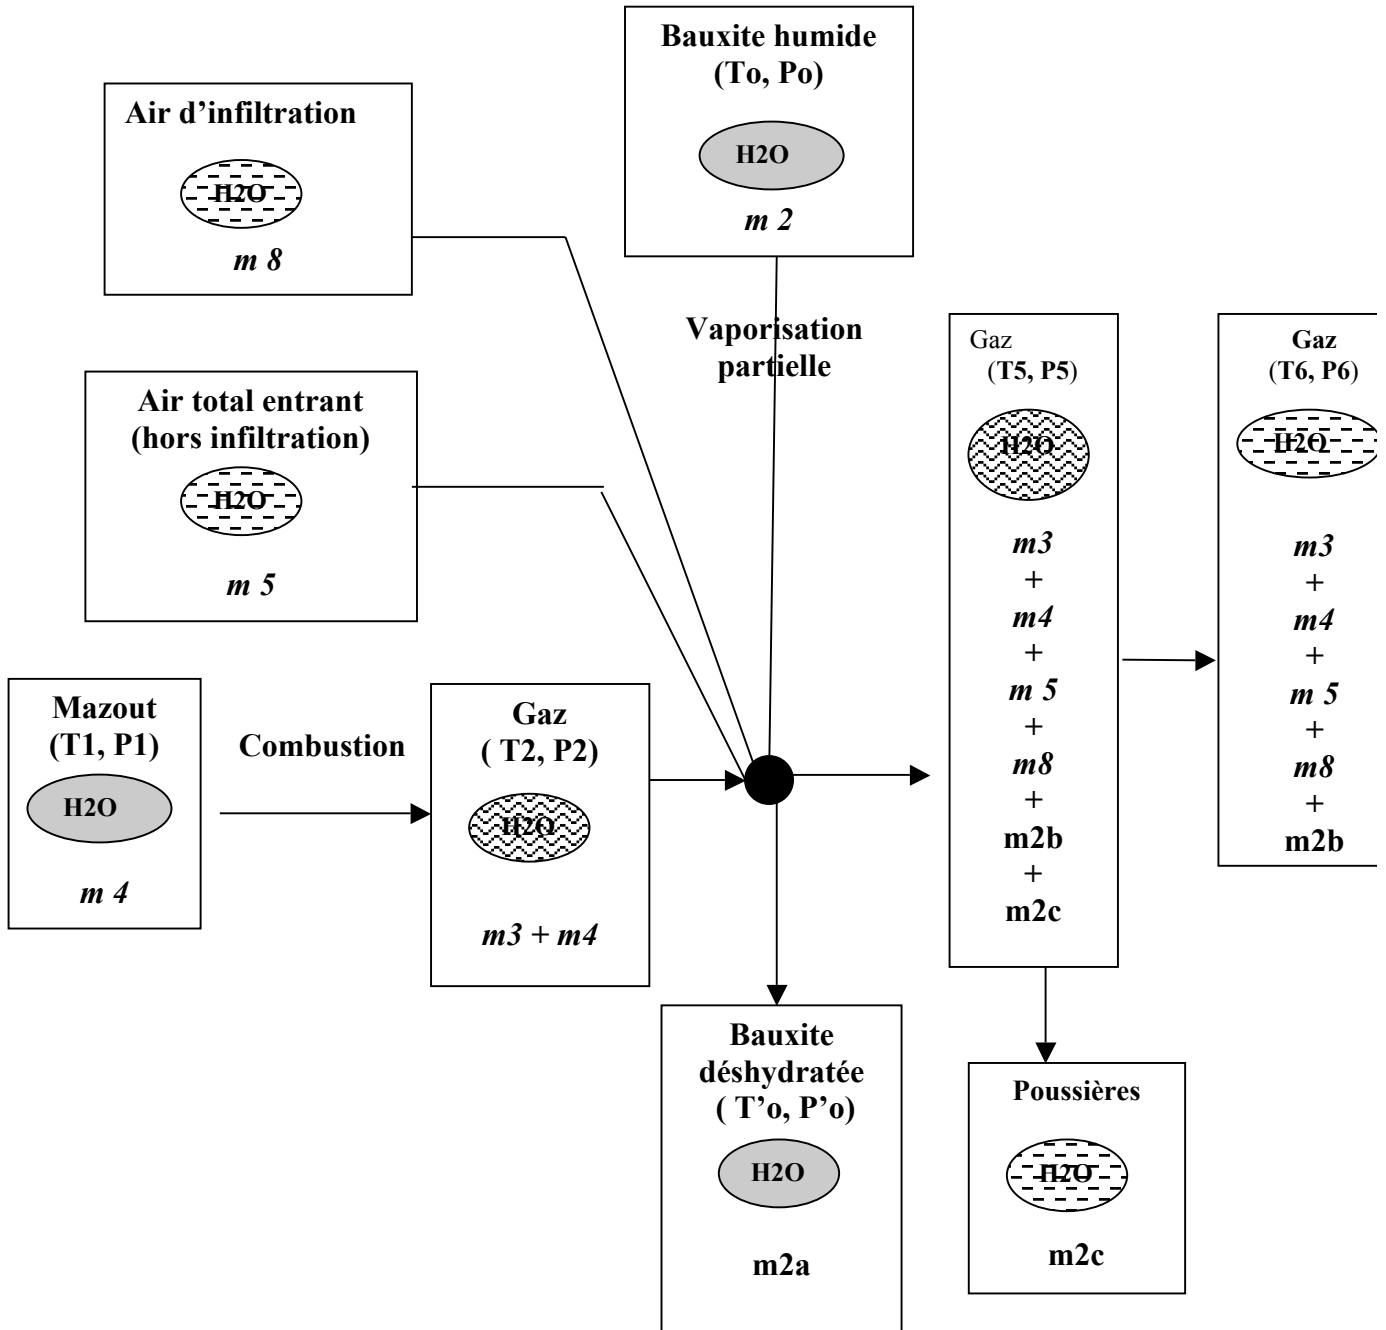 Bauxite humide
(To, Po)
H2O
m 2
Air d’infiltration
H2O
m 8
Vaporisation
partielle
Air total entrant
(hors infiltration)
H2O
m 5
Mazout
(T1, P1)
H2O
m 4
Combustion
Gaz
( T2, P2)
H2O
m3 + m4
Gaz
(T5, P5)
H2O
m3
+
m4
+
m 5
+
m8
+
m2b
+
m2c
Gaz
(T6, P6)
H2O
m3
+
m4
+
m 5
+
m8
+
m2b
Bauxite
déshydratée
( T’o, P’o)
H2O
m2a
Poussières
H2O
m2c